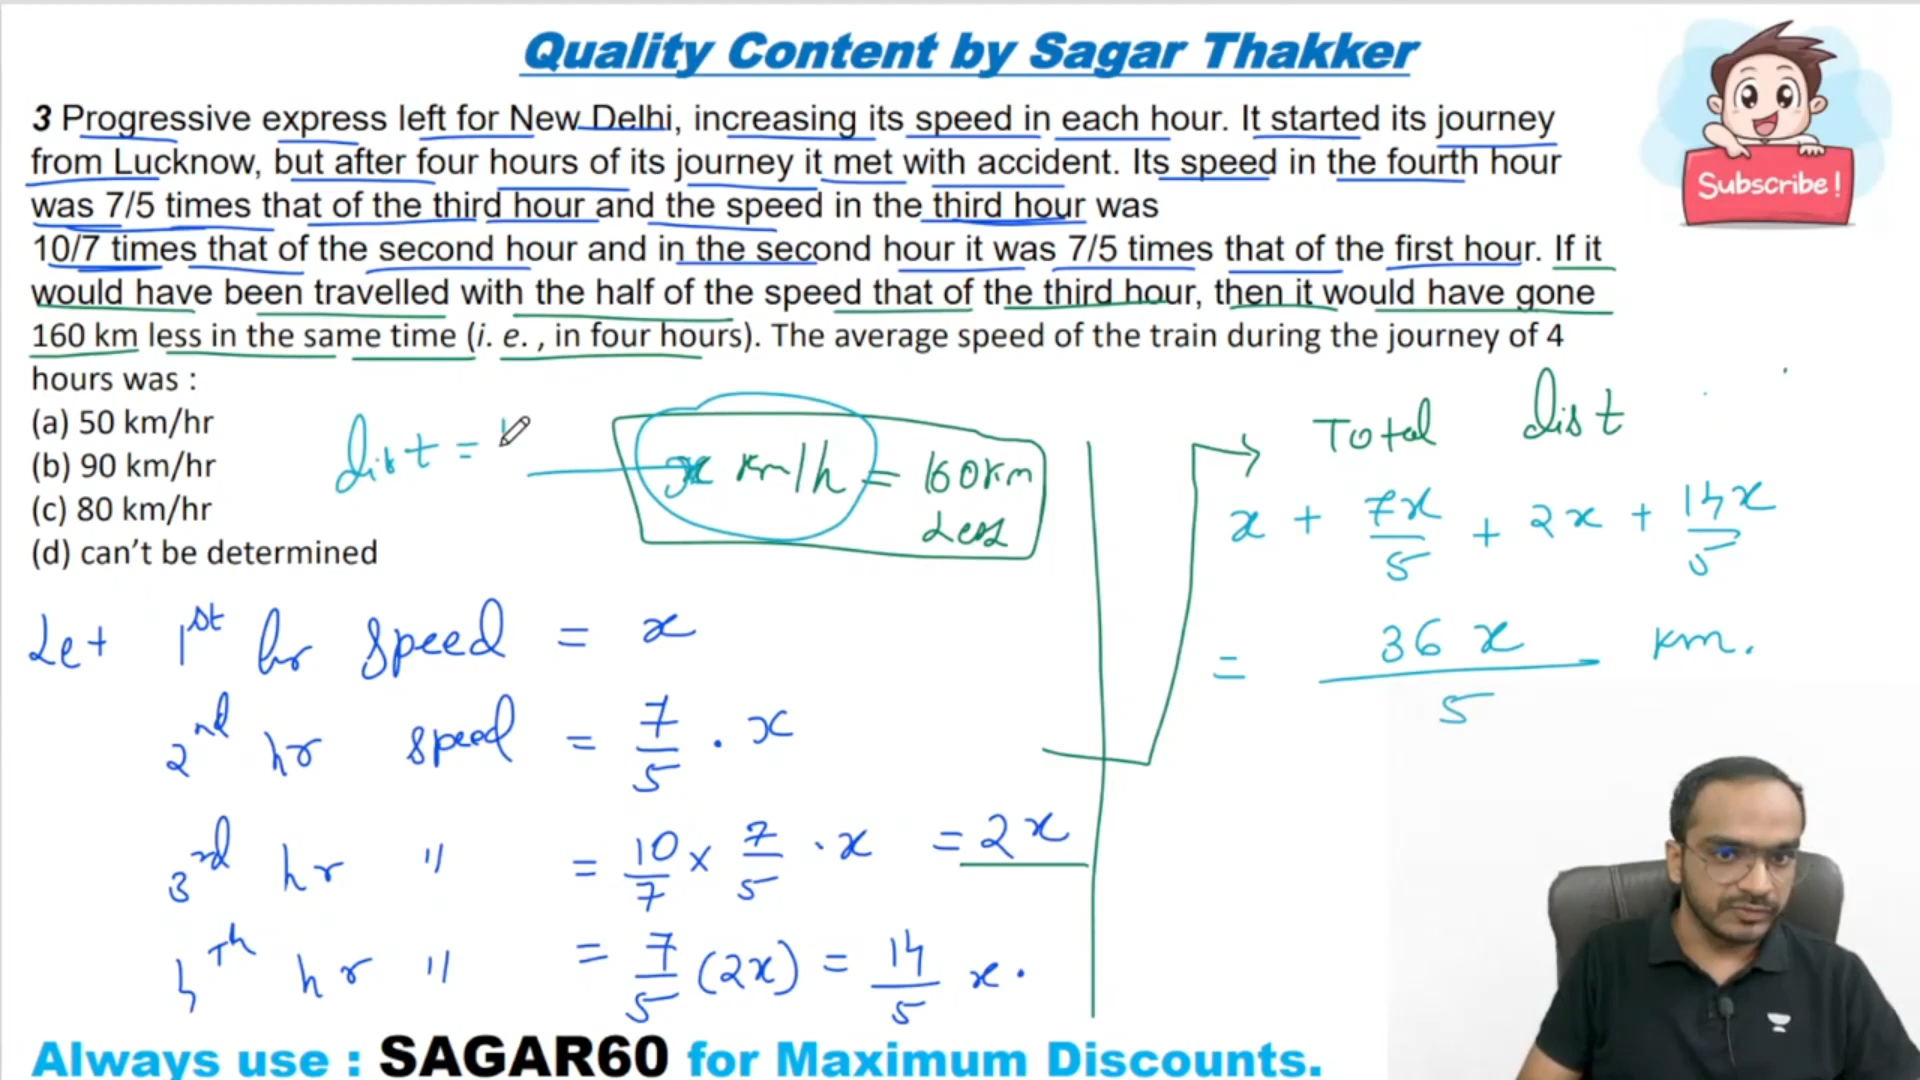 Quality Content by Sagar Thakker
Subscribe!
3 Progressive express left for New Delhi, increasing its speed in each hour. It started its journey
from Lucknow, but after four hours of its journey it met with accident. Its speed in the fourth hour
was 7/5 times that of the third hour and the speed in the third hour was
10/7 times that of the second hour and in the second hour it was 7/5 times that of the first hour. If it
would have been travelled with the half of the speed that of the third hour, then it would have gone
160 km less in the same time (i. e. , in four hours). The average speed of the train during the journey of 4
hours was :
(a) 50 km/hr
(b) 90 km/hr
(c) 80 km/hr
(d) can’t be determined
dist =
x km/h = 160km
Less
Let 1st hr speed = x
2nd hr speed = 7/5 . x
3rd hr " = 10/7 x 7/5 . x = 2x
4th hr " = 7/5 (2x) = 14/5 x .
Total dist
x + 7x/5 + 2x + 14x/5
= 36x/5 km.
Always use : SAGAR60 for Maximum Discounts.